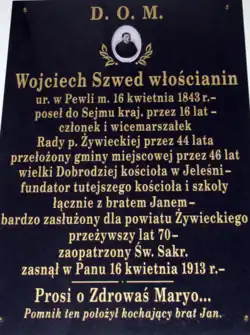 D. O. M.
Wojciech Szwed włościanin
ur. w Pewli m. 16 kwietnia 1843 r.–
poseł do Sejmu kraj. przez 16 lat –
członek i wicemarszałek
Rady p. Żywieckiej przez 44 lata
przełożony gminy miejscowej przez 46 lat
wielki Dobrodziej kościoła w Jeleśni–
fundator tutejszego kościoła i szkoły
łącznie z bratem Janem–
bardzo zasłużony dla powiatu Żywieckiego
przeżywszy lat 70–
zaopatrzony Św. Sakr.
zasnął w Panu 16 kwietnia 1913 r.–
Prosi o Zdrowaś Maryo...
Pomnik ten położył kochający brat Jan.